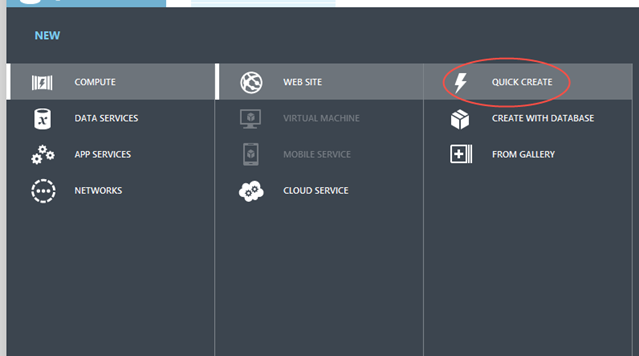 NEW
COMPUTE
DATA SERVICES
APP SERVICES
NETWORKS
WEB SITE
VIRTUAL MACHINE
MOBILE SERVICE
CLOUD SERVICE
QUICK CREATE
CREATE WITH DATABASE
FROM GALLERY